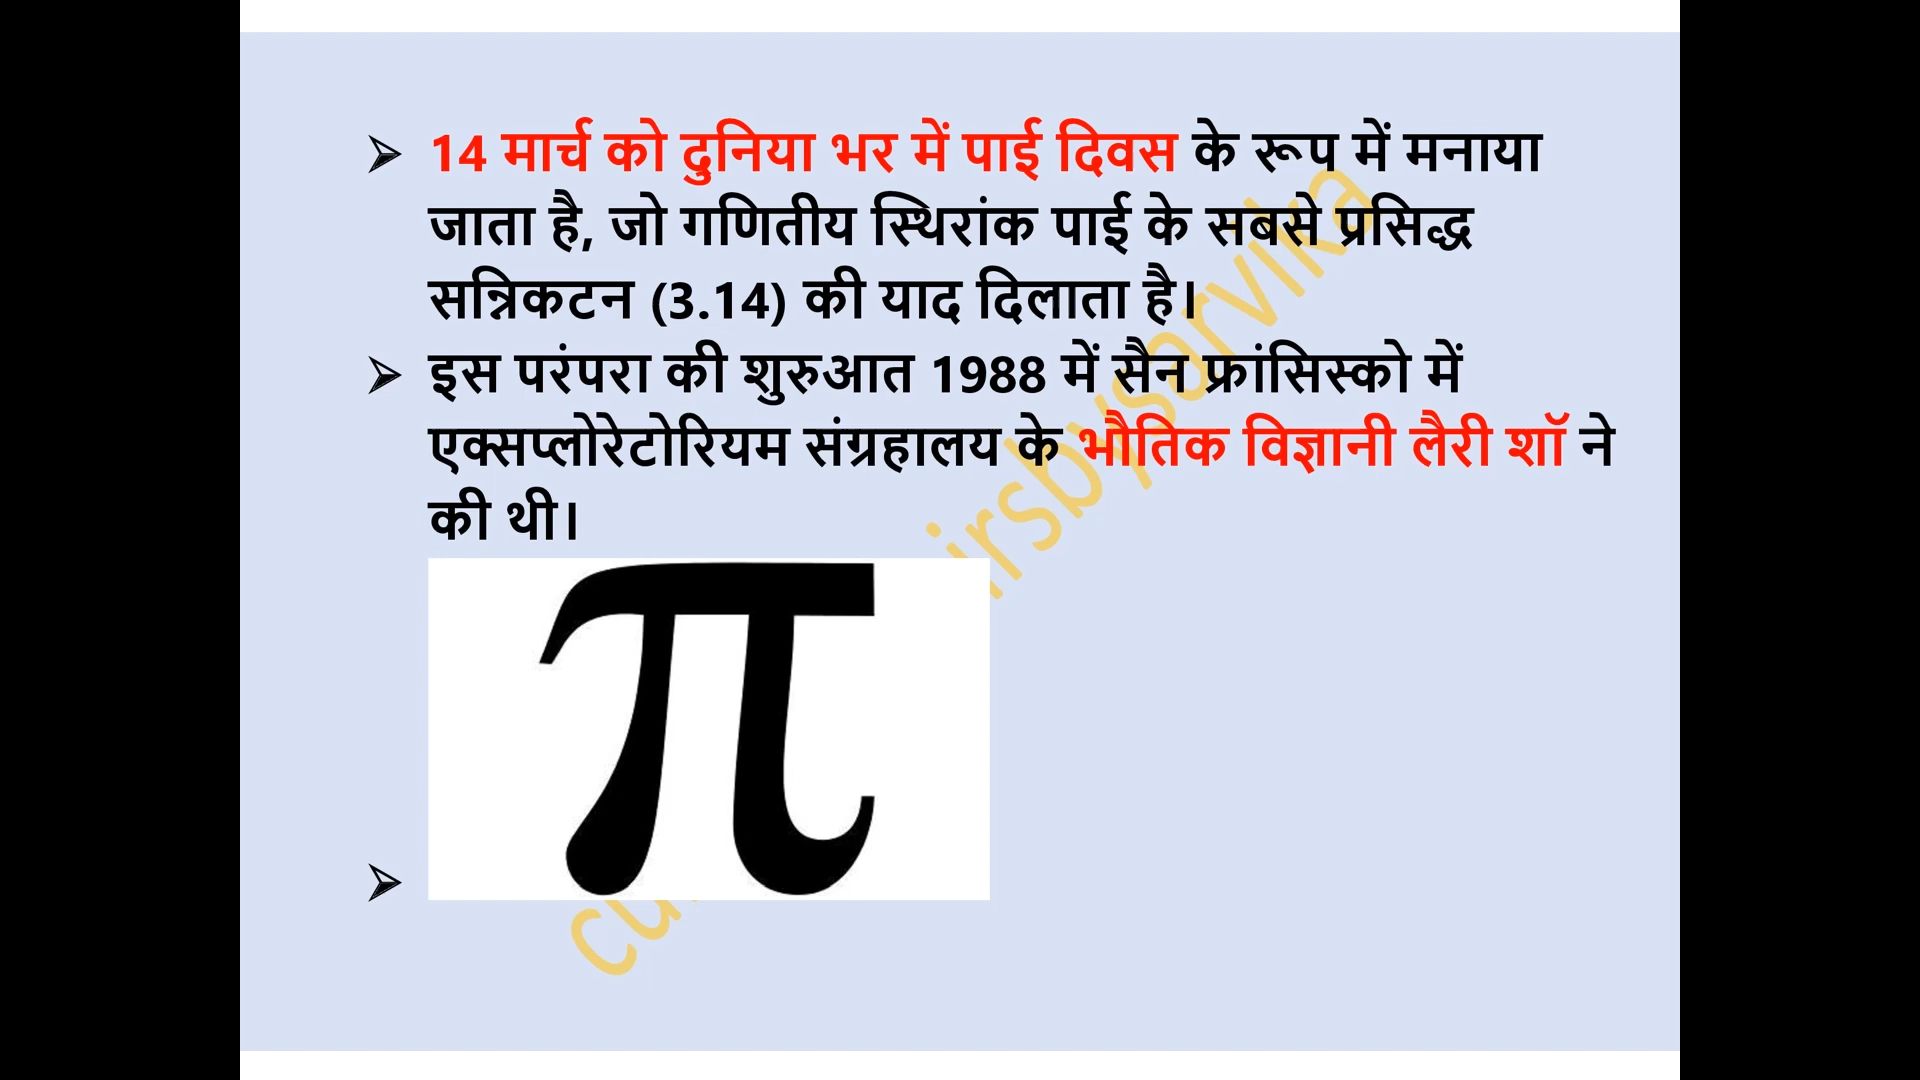 14 मार्च को दुनिया भर में पाई दिवस के रूप में मनाया
जाता है, जो गणितीय स्थिरांक पाई के सबसे प्रसिद्ध
सन्निकटन (3.14) की याद दिलाता है।
इस परंपरा की शुरुआत 1988 में सैन फ्रांसिस्को में
एक्सप्लोरेटोरियम संग्रहालय के भौतिक विज्ञानी लैरी शॉ ने
की थी।
π